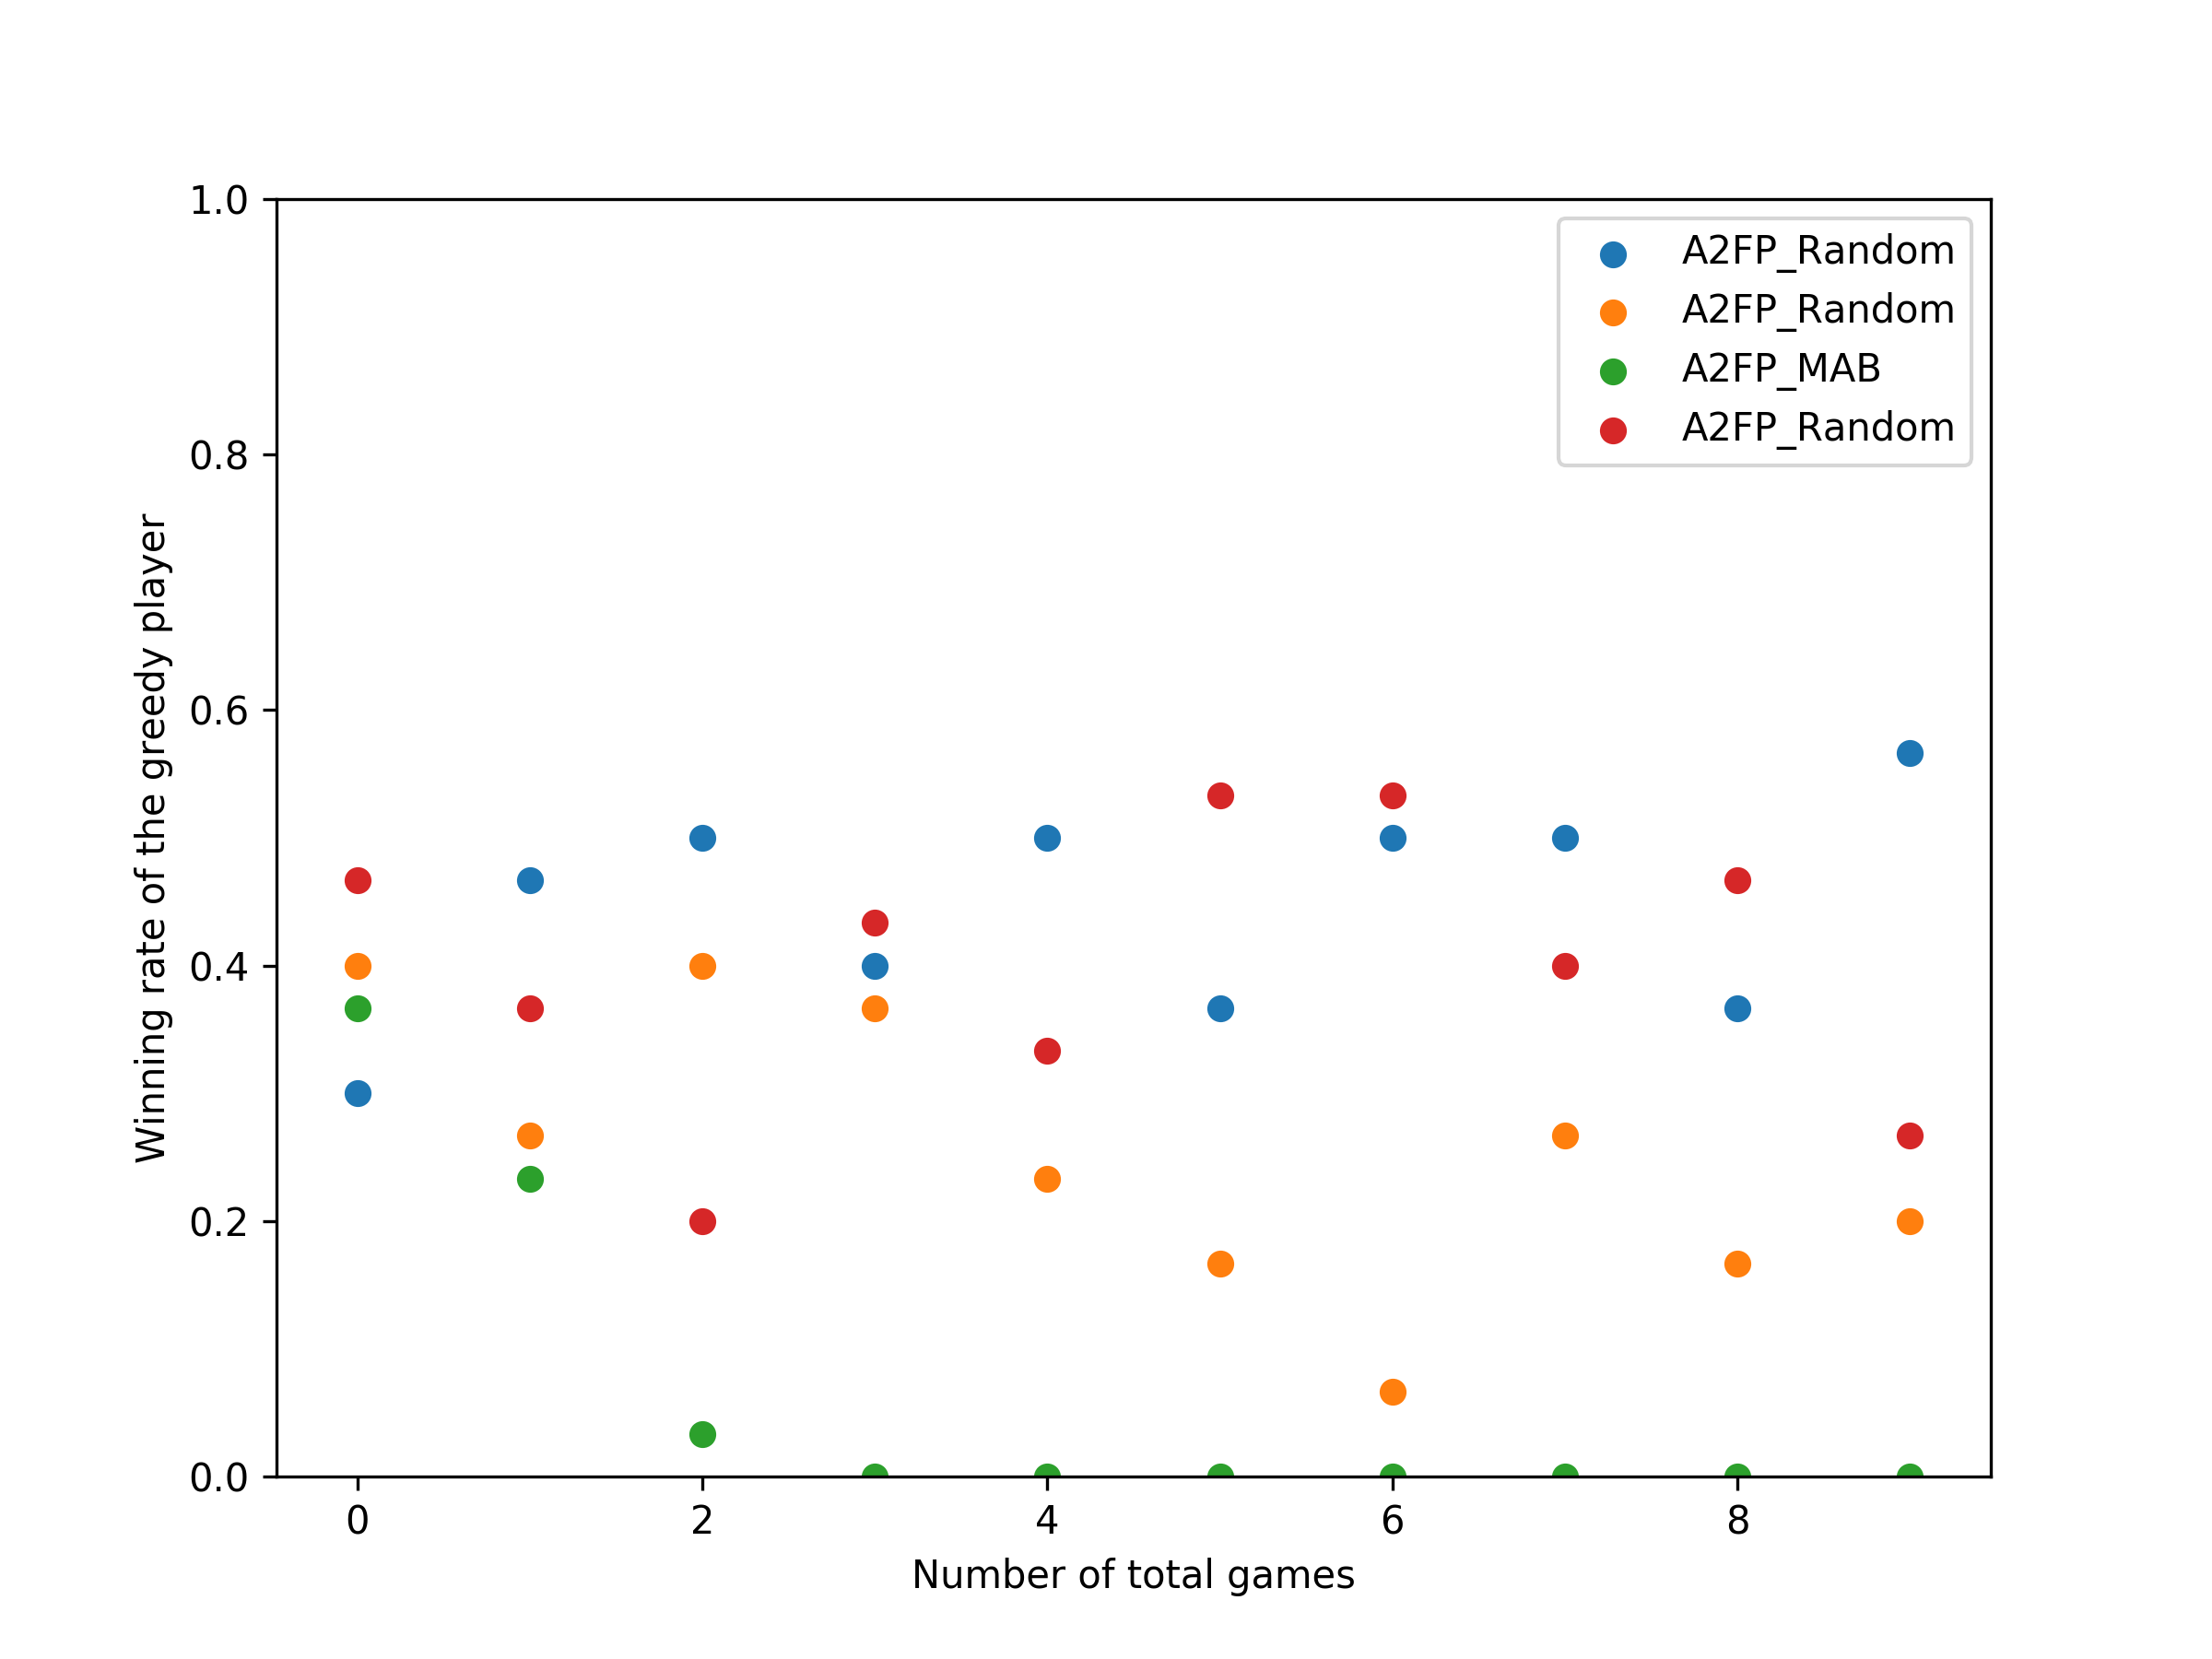 1.0
0.8
0.6
0.4
0.2
0.0
Winning rate of the greedy player
A2FP_Random
A2FP_Random
A2FP_MAB
A2FP_Random
0 2 4 6 8
Number of total games